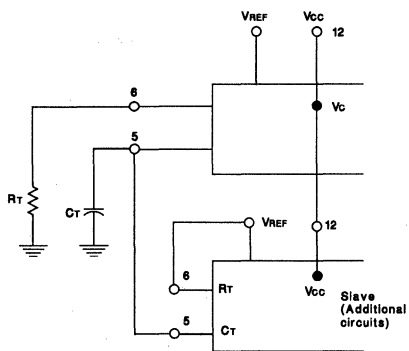 VREF
VCC
12
6
VC
5
RT
CT
VREF
12
6
RT
VCC
Slave
(Additional
circuits)
5
CT